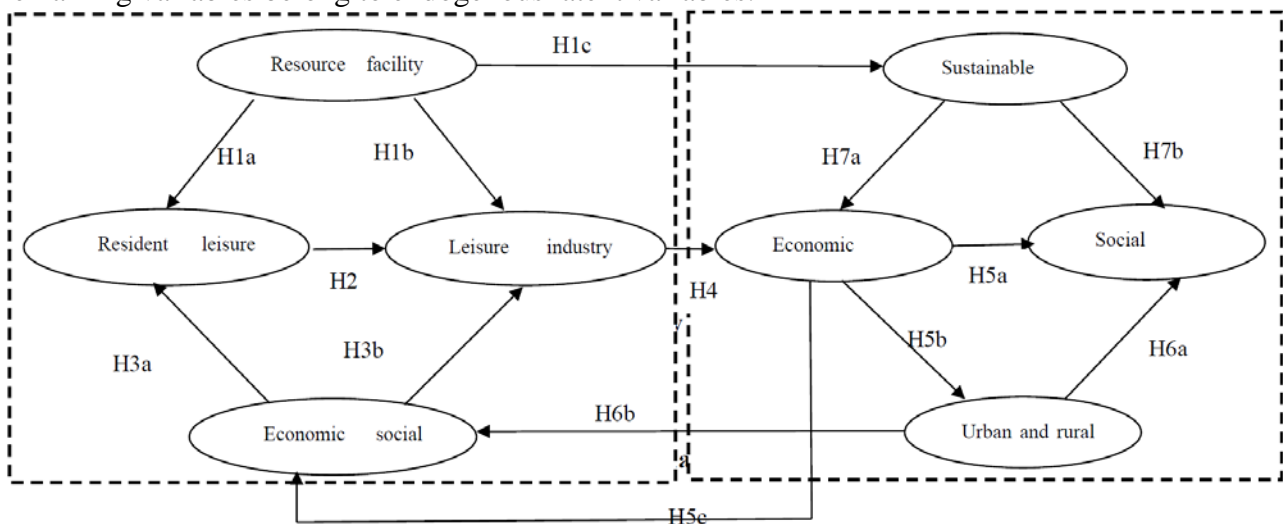 H1c
Resource facility
Sustainable
H1a
H1b
H7a
H7b
Resident leisure
Leisure industry
Economic
Social
H2
H4
H5a
H3a
H3b
H5b
H6a
Economic social
H6b
Urban and rural
a
H5c